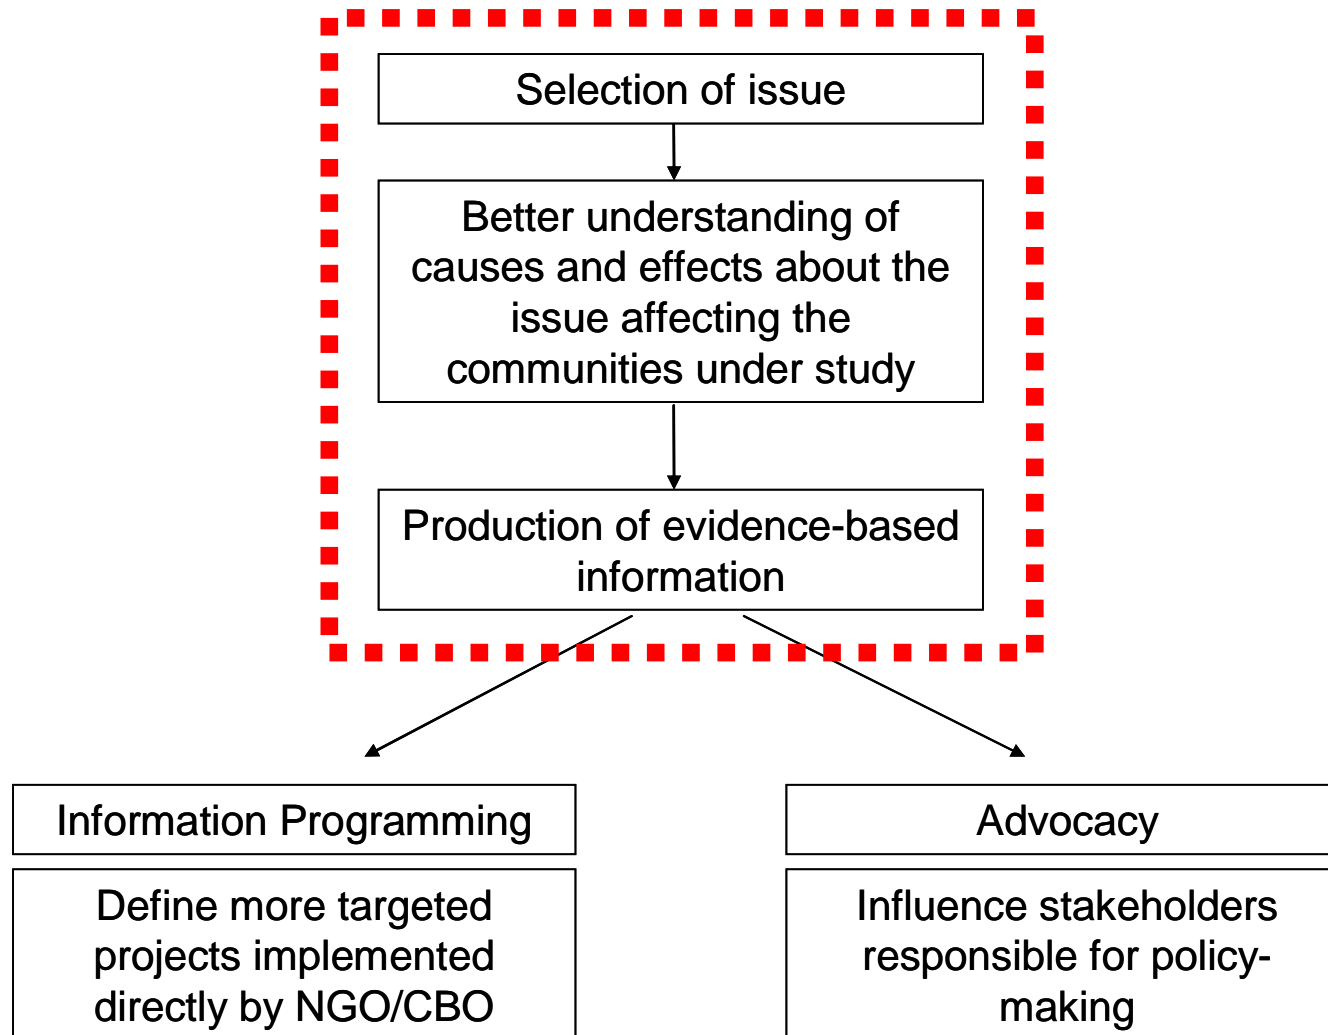 Selection of issue
Better understanding of
causes and effects about the
issue affecting the
communities under study
Production of evidence-based
information
Information Programming
Advocacy
Define more targeted
projects implemented
directly by NGO/CBO
Influence stakeholders
responsible for policy-
making